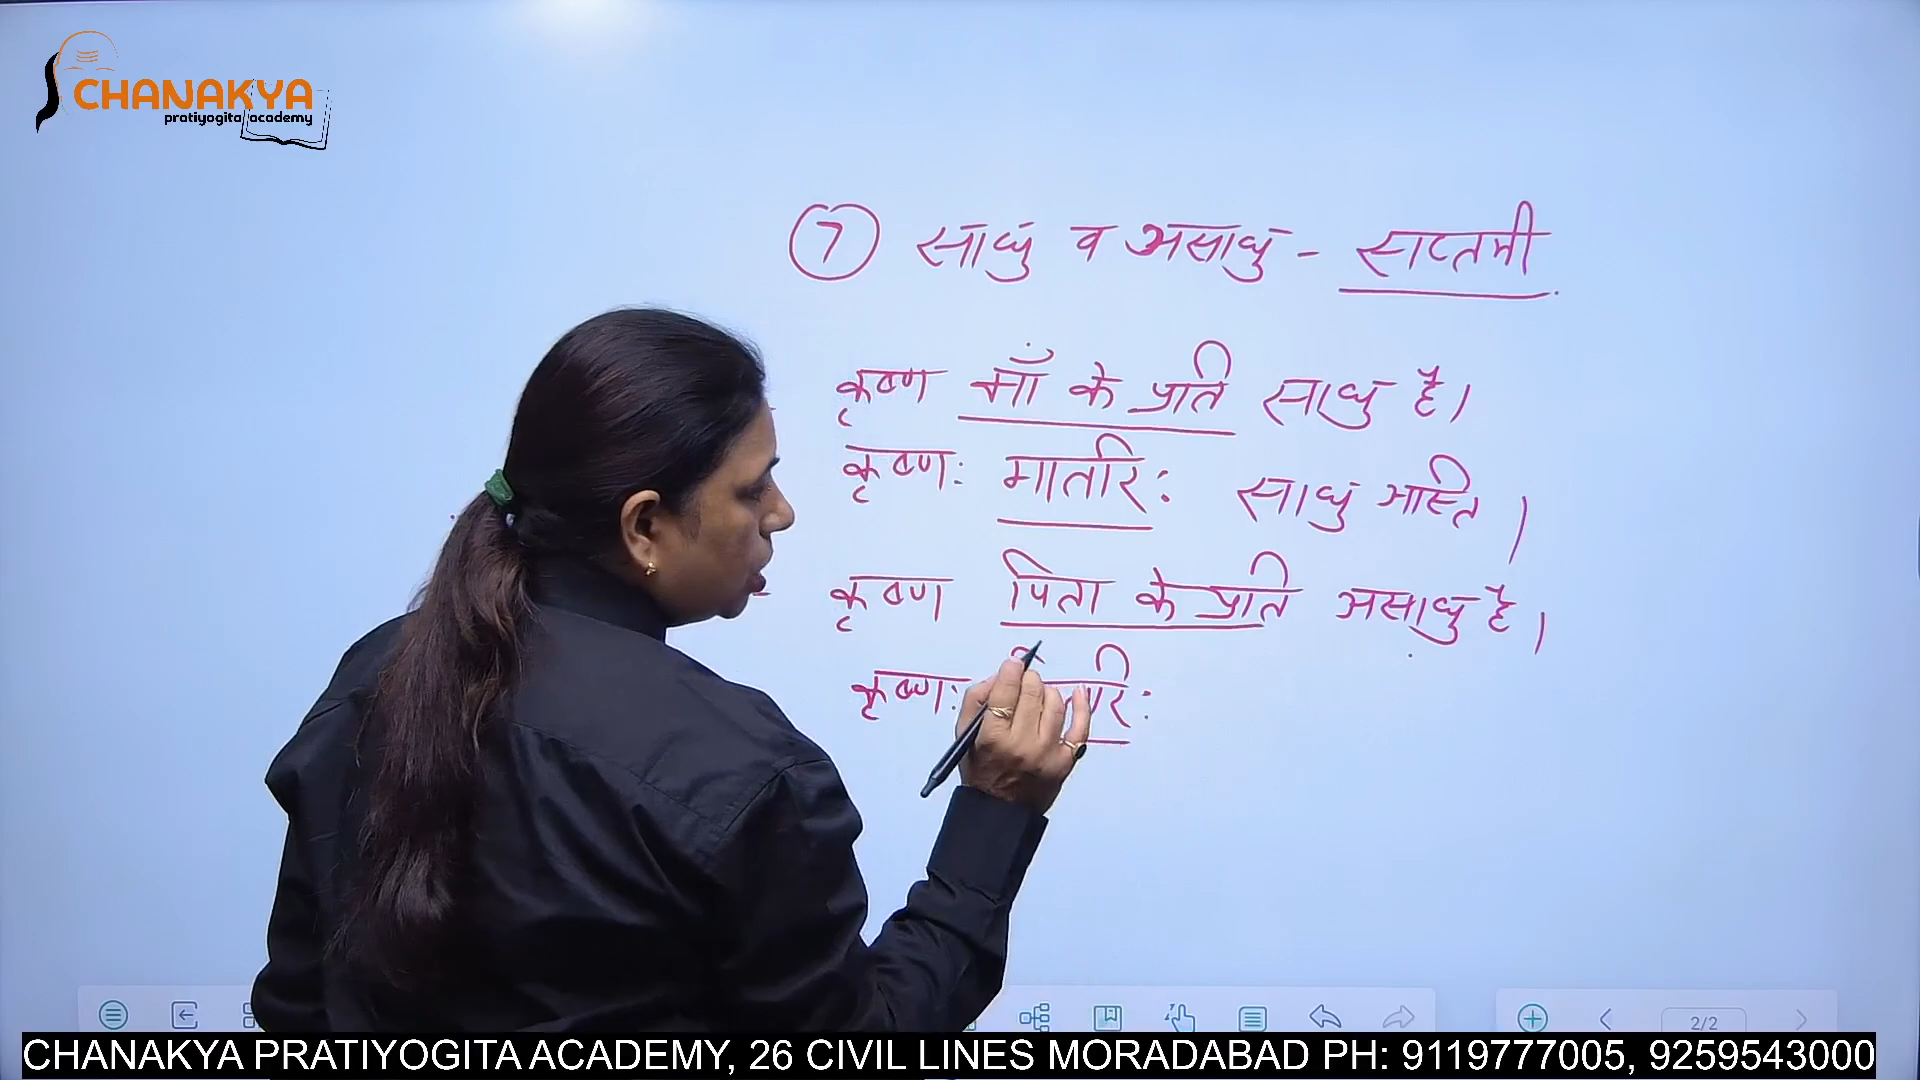 CHANAKYA
pratiyogita academy
7 साधु व असाधु - सप्तमी
कृष्ण माँ के प्रति साधु है।
कृष्णः मातरिः साधु अस्ति।
कृष्ण पिता के प्रति असाधु है।
कृष्णः
2/2
CHANAKYA PRATIYOGITA ACADEMY, 26 CIVIL LINES MORADABAD PH: 9119777005, 9259543000